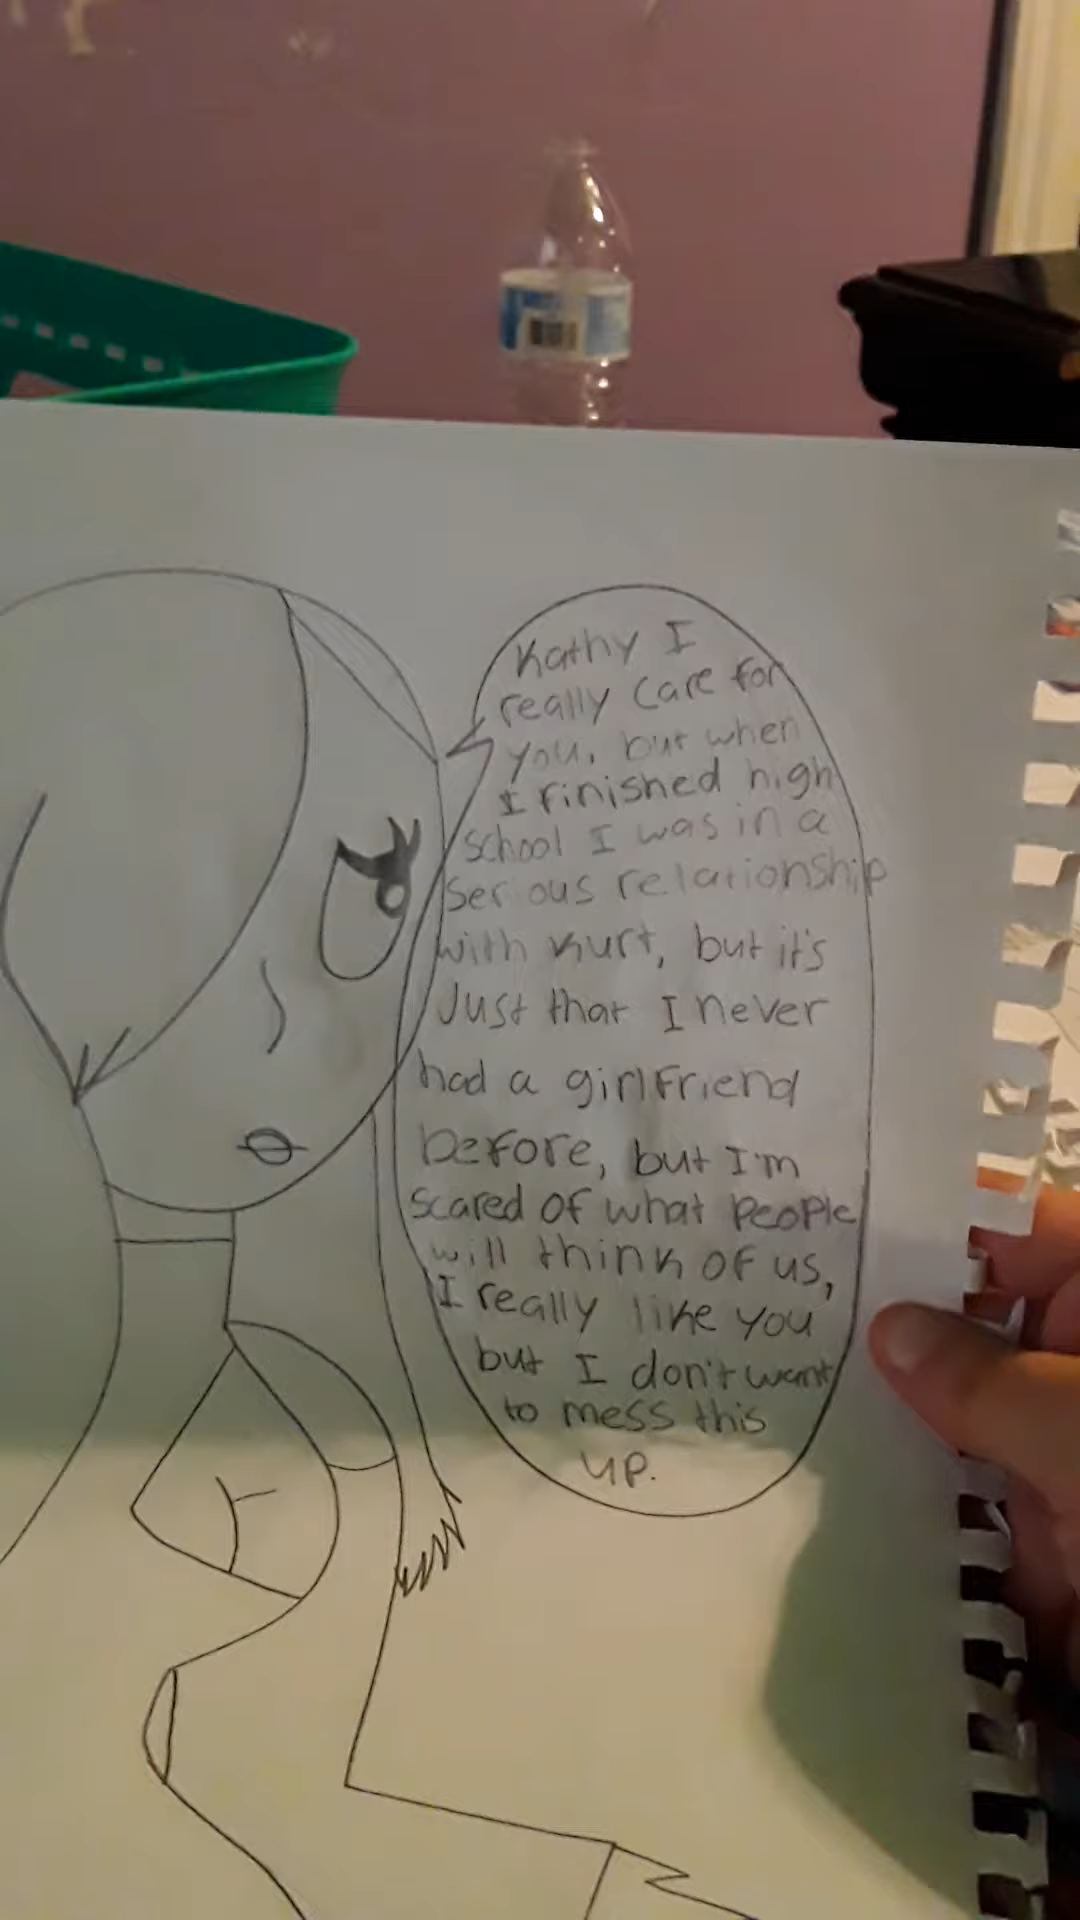 Kathy I
really care for
you, but when
I finished high
school I was in a
serious relationship
with Kurt, but it's
Just that I never
had a girlfriend
before, but I'm
scared of what people
will think of us,
I really like you
but I don't want
to mess this
up.